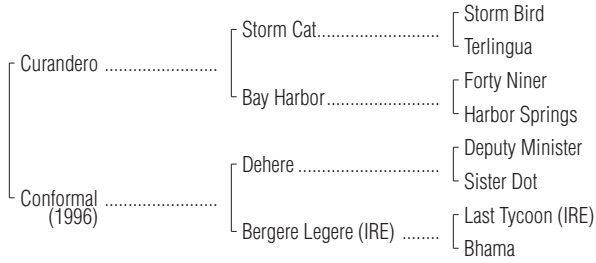 Storm Bird
Storm Cat
Terlingua
Curandero
Forty Niner
Bay Harbor
Harbor Springs
Deputy Minister
Dehere
Sister Dot
Conformal
(1996)
Last Tycoon (IRE)
Bergere Legere (IRE)
Bhama